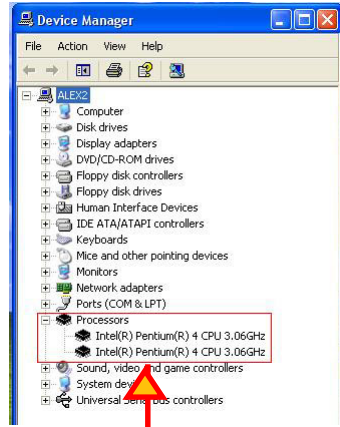 Device Manager
File Action View Help
ALEX2
Computer
Disk drives
Display adapters
DVD/CD-ROM drives
Floppy disk controllers
Floppy disk drives
Human Interface Devices
IDE ATA/ATAPI controllers
Keyboards
Mice and other pointing devices
Monitors
Network adapters
Ports (COM & LPT)
Processors
Intel(R) Pentium(R) 4 CPU 3.06GHz
Intel(R) Pentium(R) 4 CPU 3.06GHz
Sound, video and game controllers
System devices
Universal Serial Bus controllers